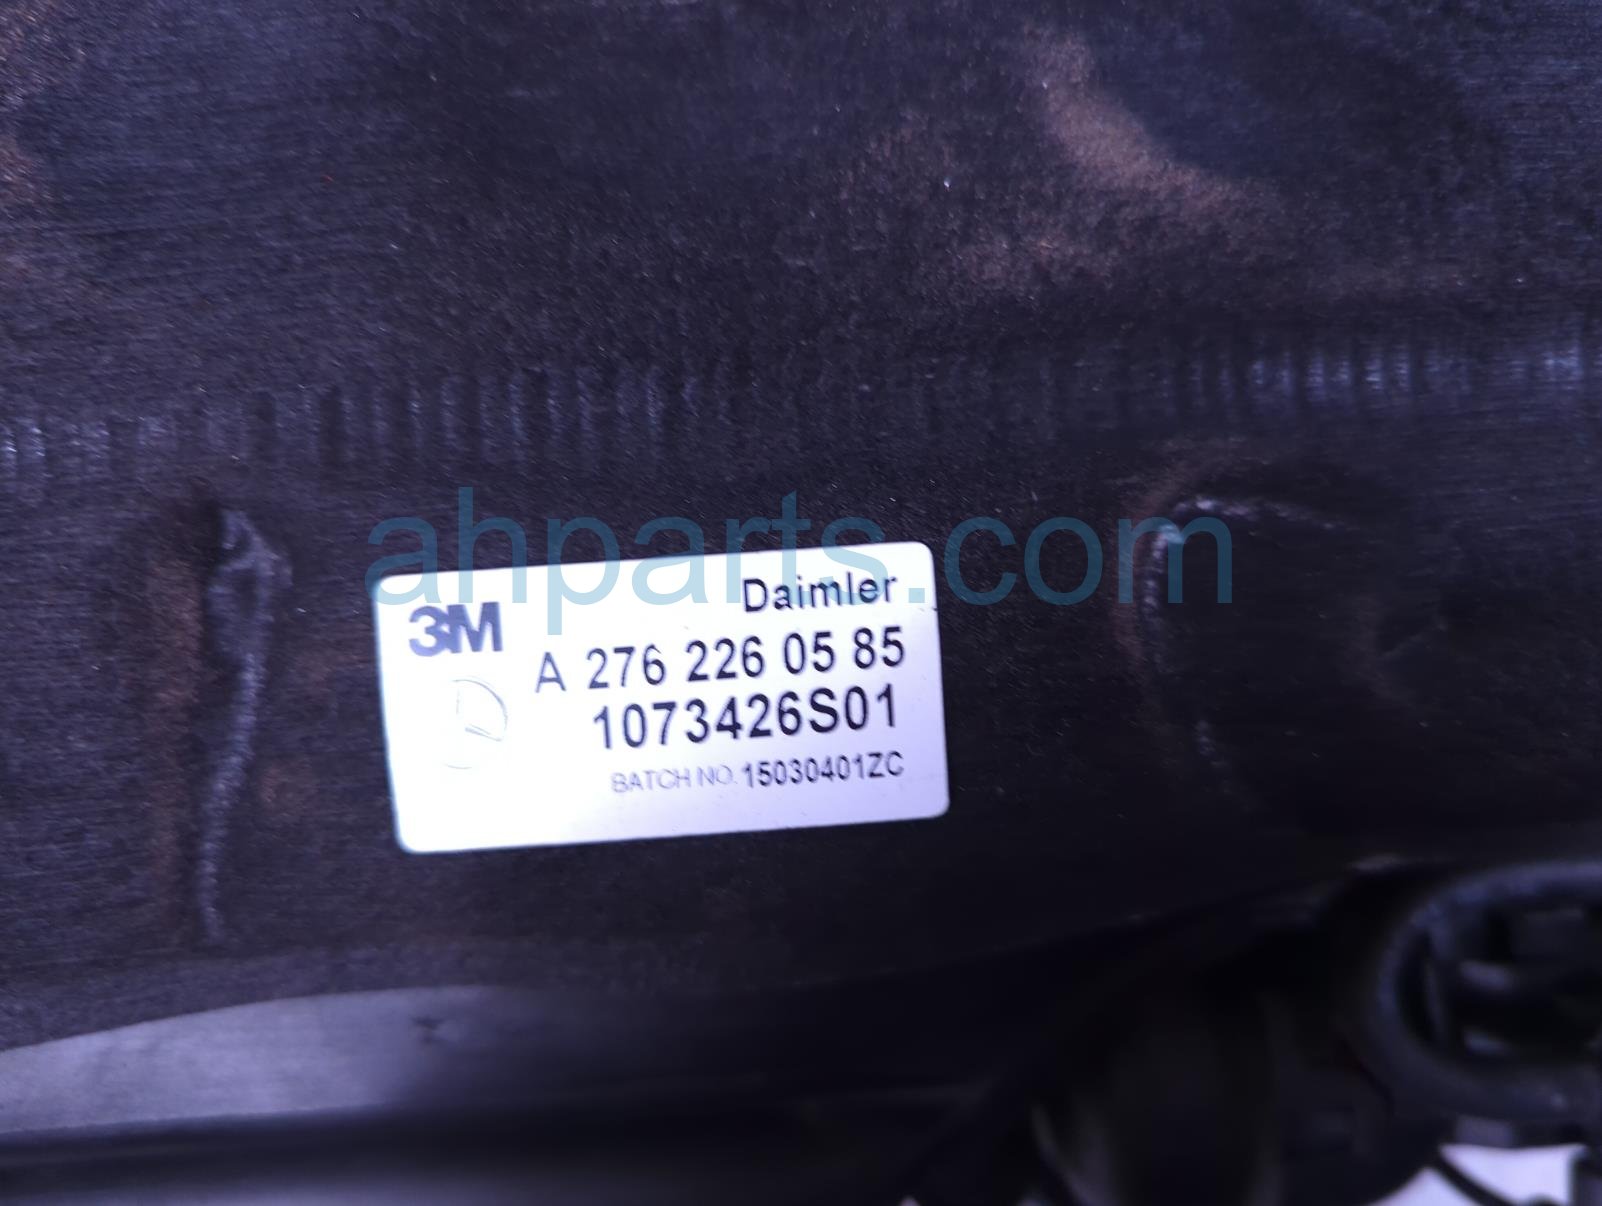 ahparts.com
Daimler
3M
A 276 226 05 85
1073426S01
BATCH NO. 15030401ZC